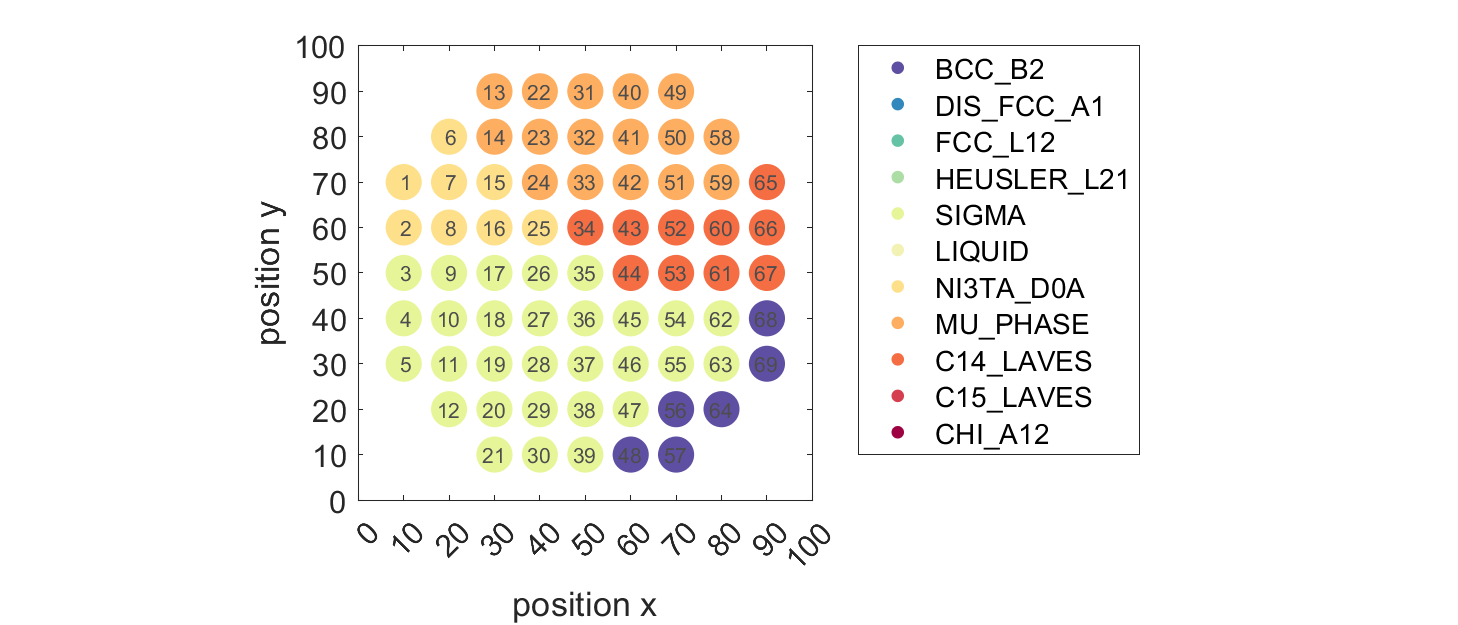 100
90
80
70
60
50
40
30
20
10
0
position y
13 22 31 40 49
6 14 23 32 41 50 58
1 7 15 24 33 42 51 59 65
2 8 16 25 34 43 52 60 66
3 9 17 26 35 44 53 61 67
4 10 18 27 36 45 54 62 68
5 11 19 28 37 46 55 63 69
12 20 29 38 47 56 64
21 30 39 48 57
0 10 20 30 40 50 60 70 80 90 100
position x
BCC_B2
DIS_FCC_A1
FCC_L12
HEUSLER_L21
SIGMA
LIQUID
NI3TA_D0A
MU_PHASE
C14_LAVES
C15_LAVES
CHI_A12